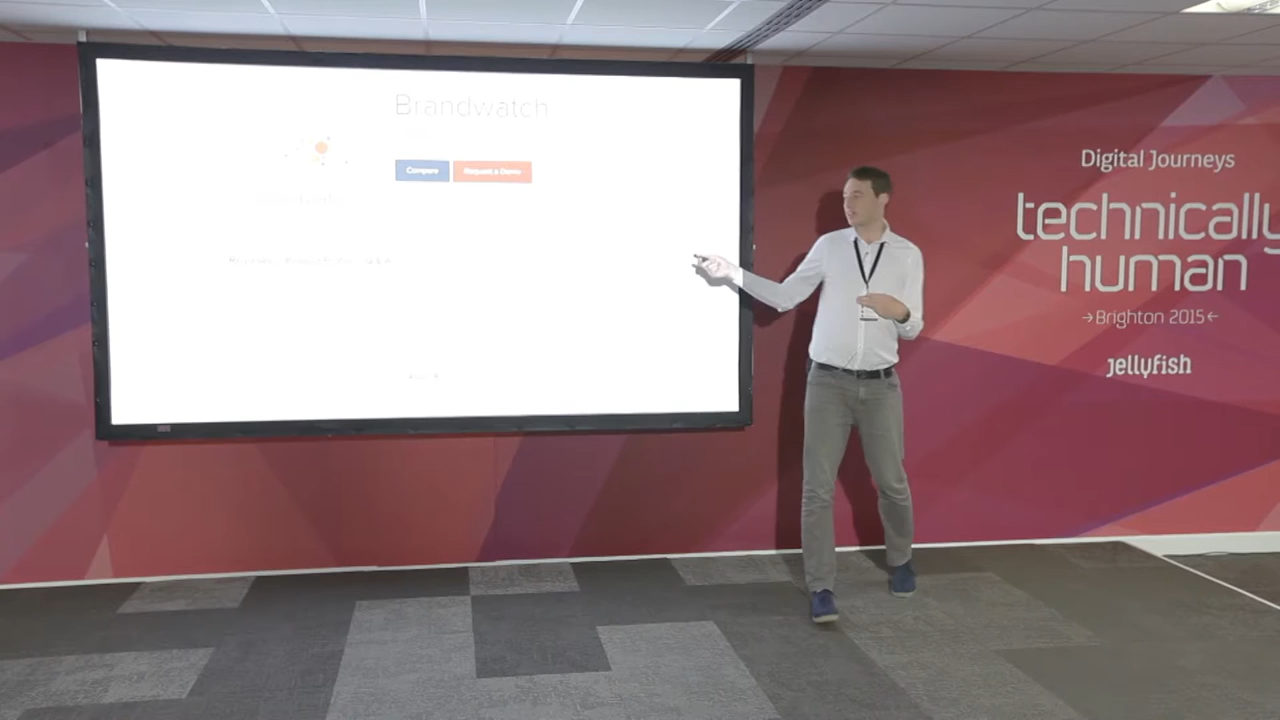 Brandwatch
Compare
Request a Demo
Digital Journeys
technically
human
→Brighton 2015←
jellyfish